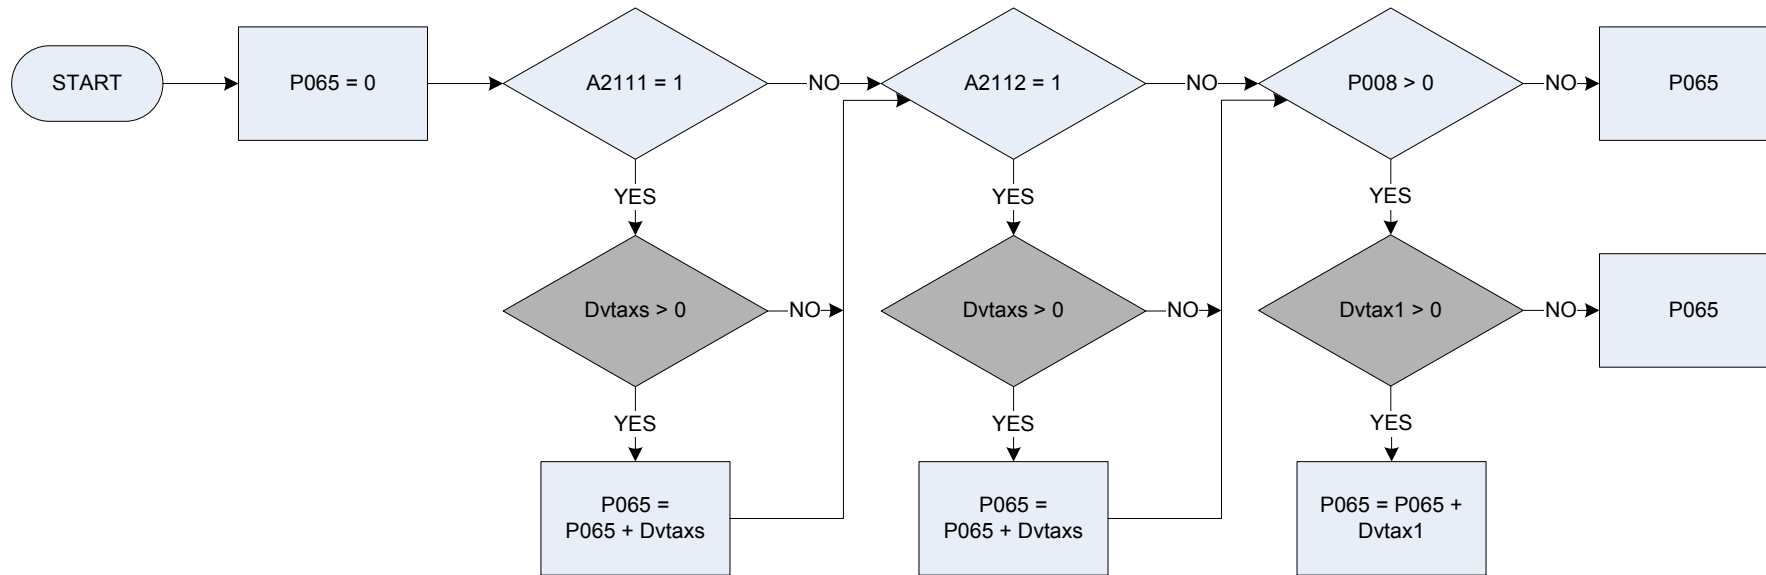 START
P065 = 0
A2111 = 1
NO
A2112 = 1
NO
P008 > 0
NO
P065
YES
YES
YES
Dvtaxs > 0
NO
Dvtaxs > 0
NO
Dvtax1 > 0
NO
P065
YES
YES
YES
P065 =
P065 + Dvtaxs
P065 =
P065 + Dvtaxs
P065 = P065 +
Dvtax1